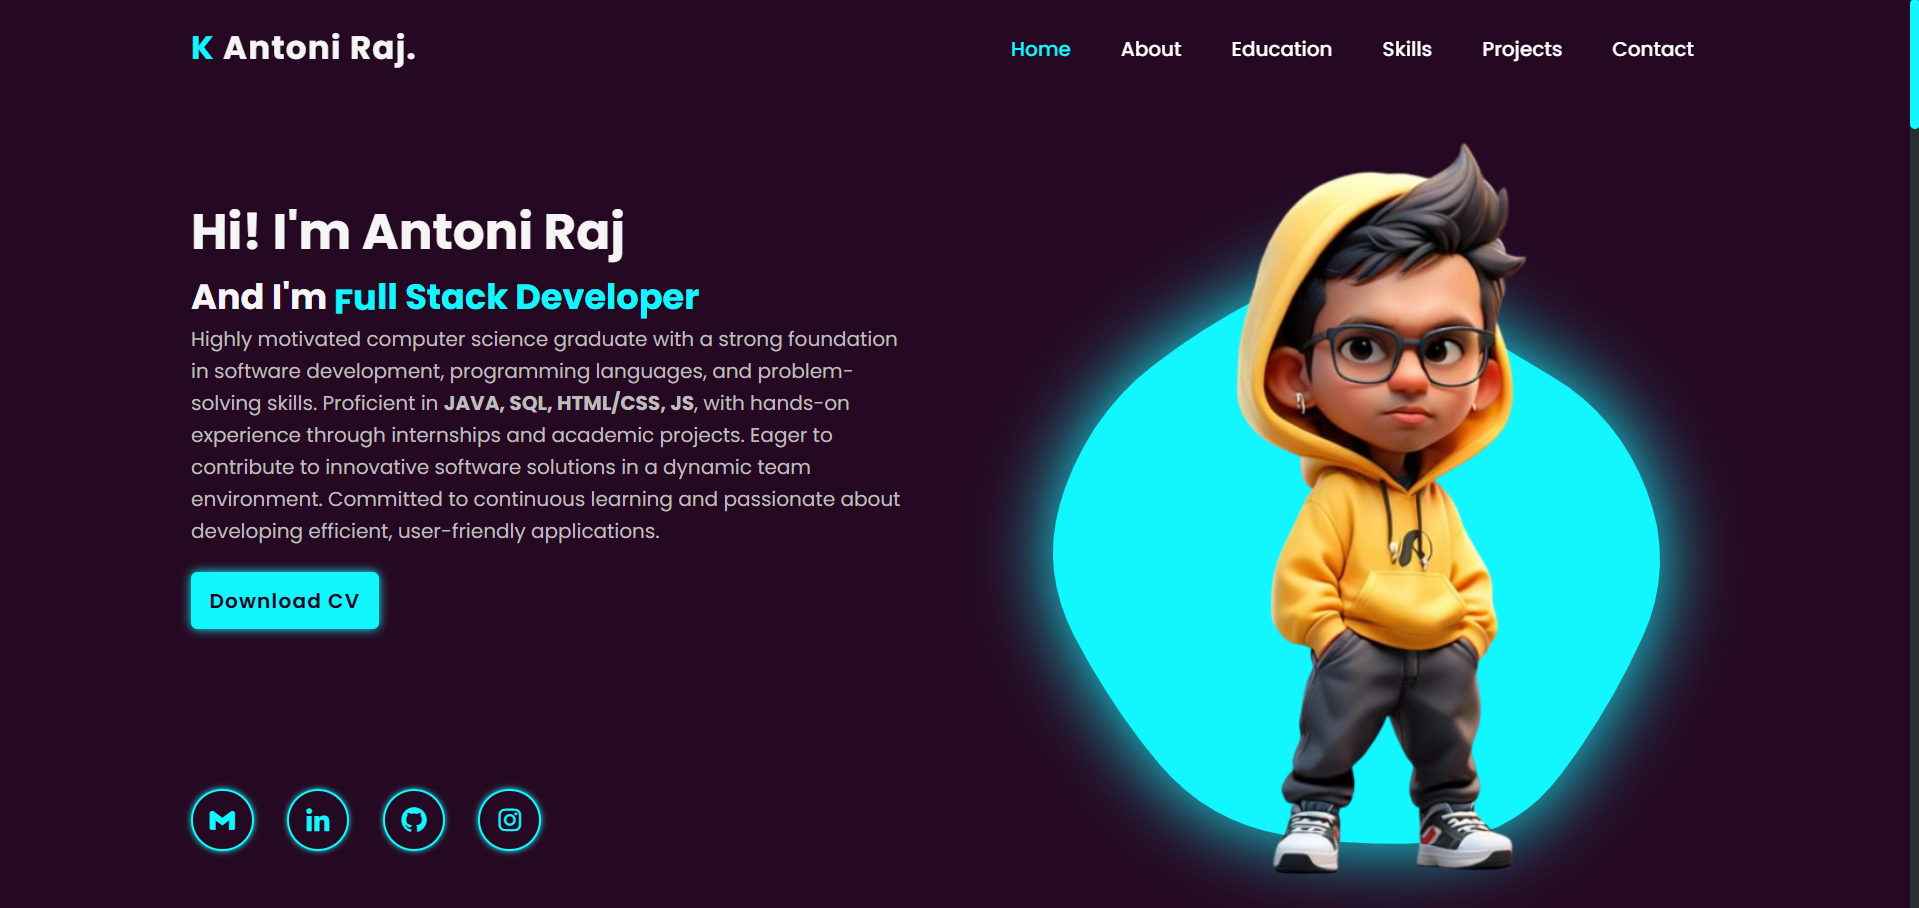 K Antoni Raj.
Home About Education Skills Projects Contact
Hi! I'm Antoni Raj
And I'm Full Stack Developer
Highly motivated computer science graduate with a strong foundation
in software development, programming languages, and problem-
solving skills. Proficient in JAVA, SQL, HTML/CSS, JS, with hands-on
experience through internships and academic projects. Eager to
contribute to innovative software solutions in a dynamic team
environment. Committed to continuous learning and passionate about
developing efficient, user-friendly applications.
Download CV
in